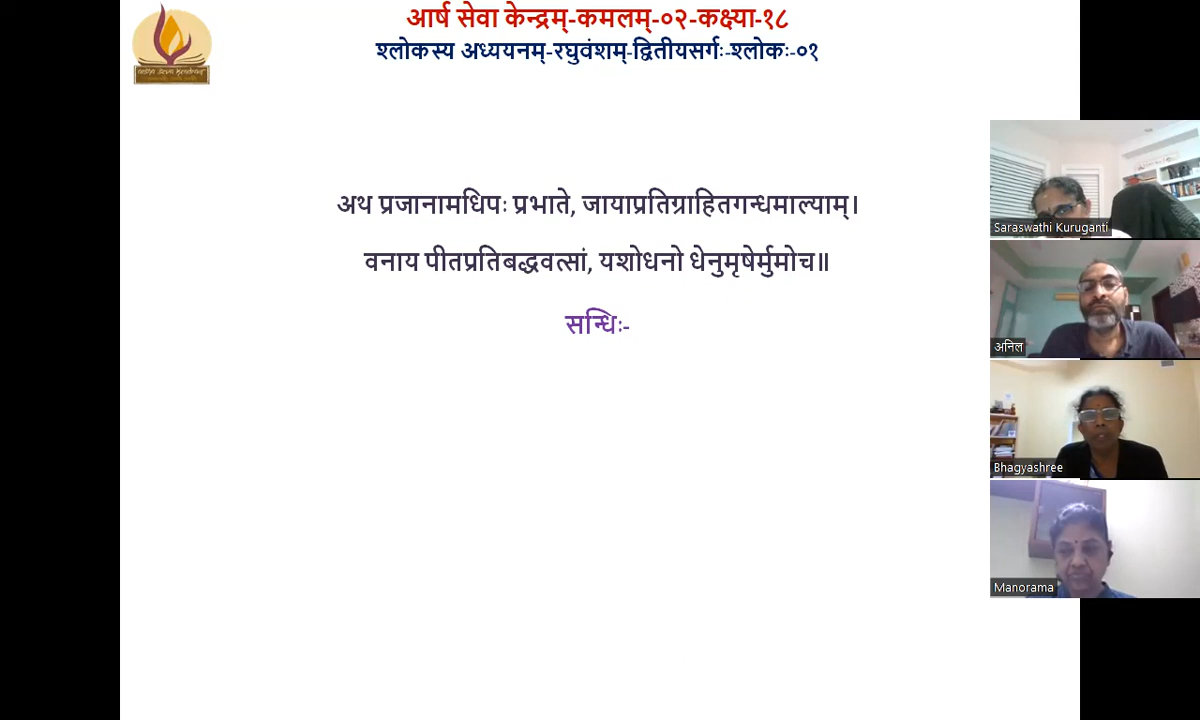 आर्ष सेवा केन्द्रम्-कमलम्-०२-कक्ष्या-१८
श्लोकस्य अध्ययनम्-रघुवंशम्-द्वितीयसर्गः-श्लोकः-०१
अथ प्रजानामधिपः प्रभाते, जायाप्रतिग्राहितगन्धमाल्याम्।
वनाय पीतप्रतिबद्धवत्सां, यशोधनो धेनुमृषेर्मुमोच॥
सन्धिः-
Saraswathi Kuruganti
अनिल
Bhagyashree
Manorama